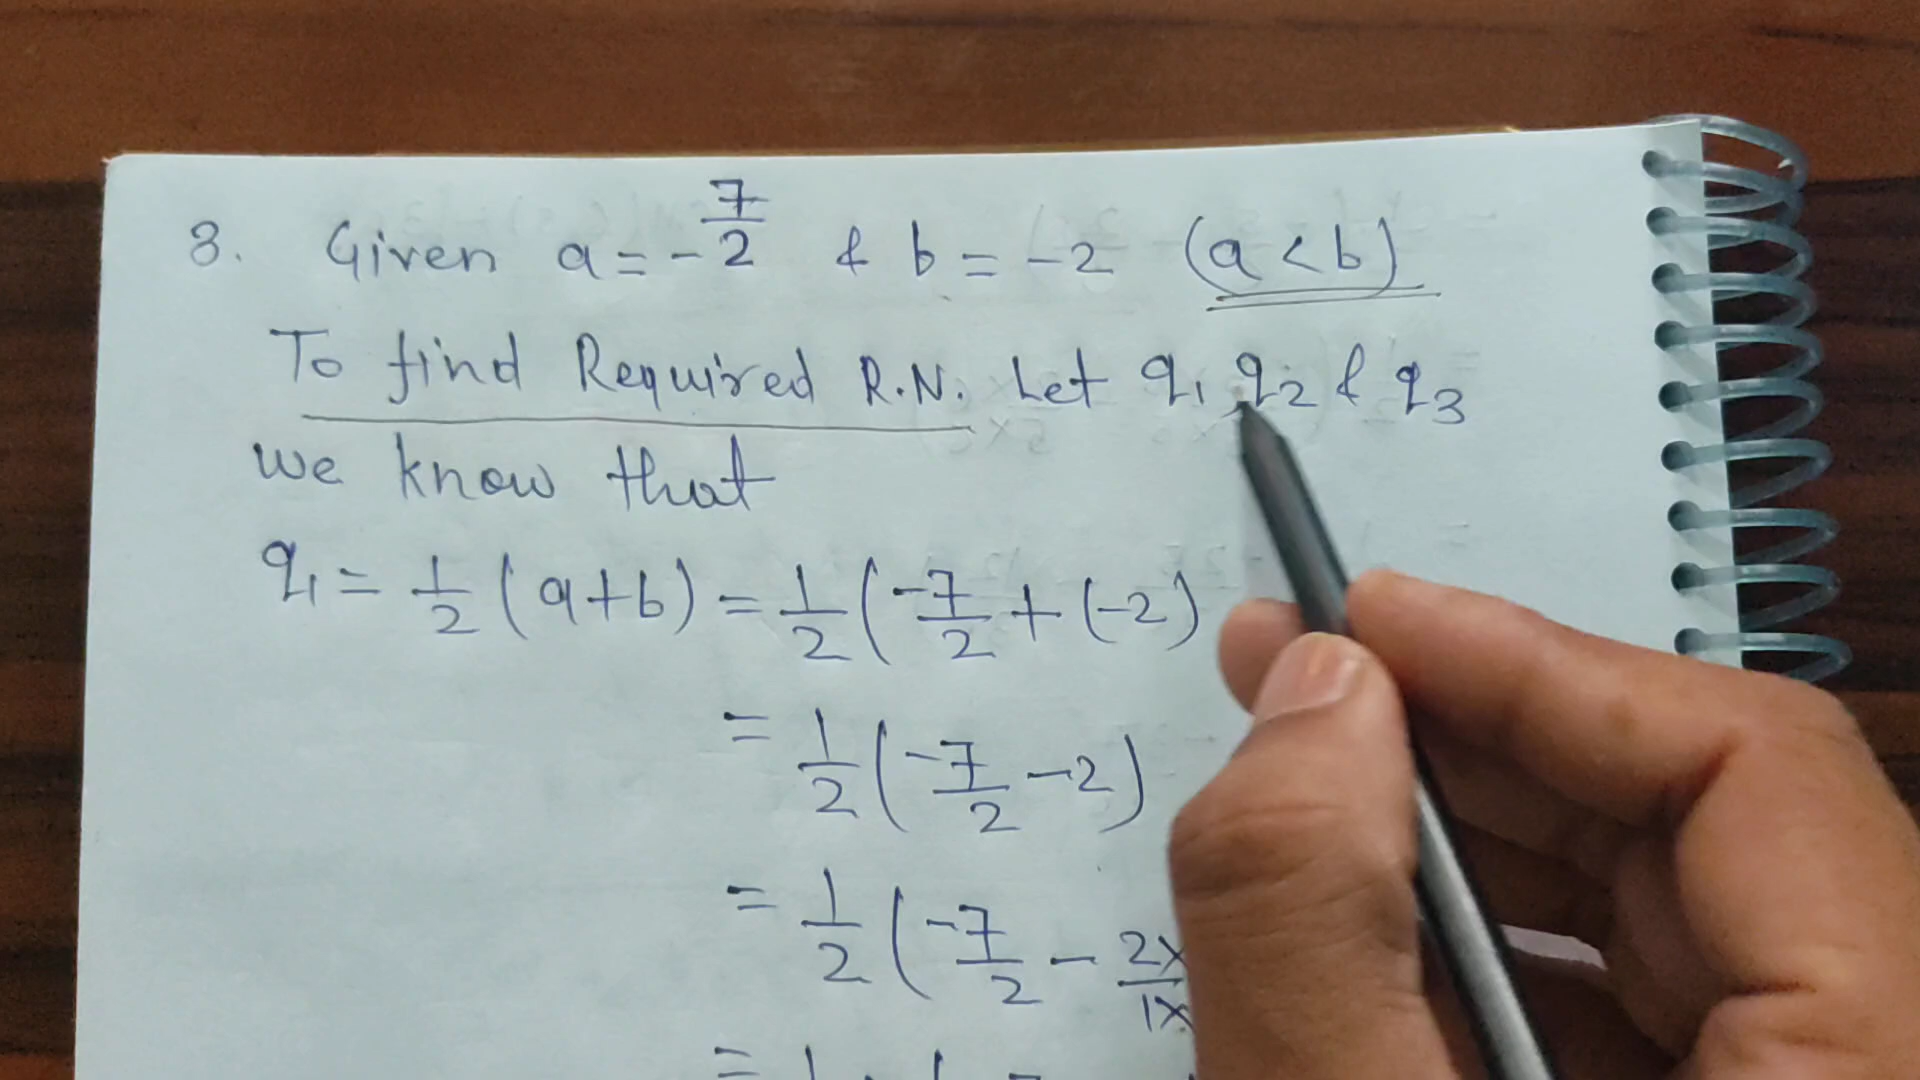 3. Given a = -7/2 & b = -2 (a < b)
To find Required R.N. Let q1, q2 & q3
we know that
q1 = 1/2 (a+b) = 1/2 (-7/2 + (-2)
= 1/2 (-7/2 - 2)
= 1/2 (-7/2 - 2x/1x